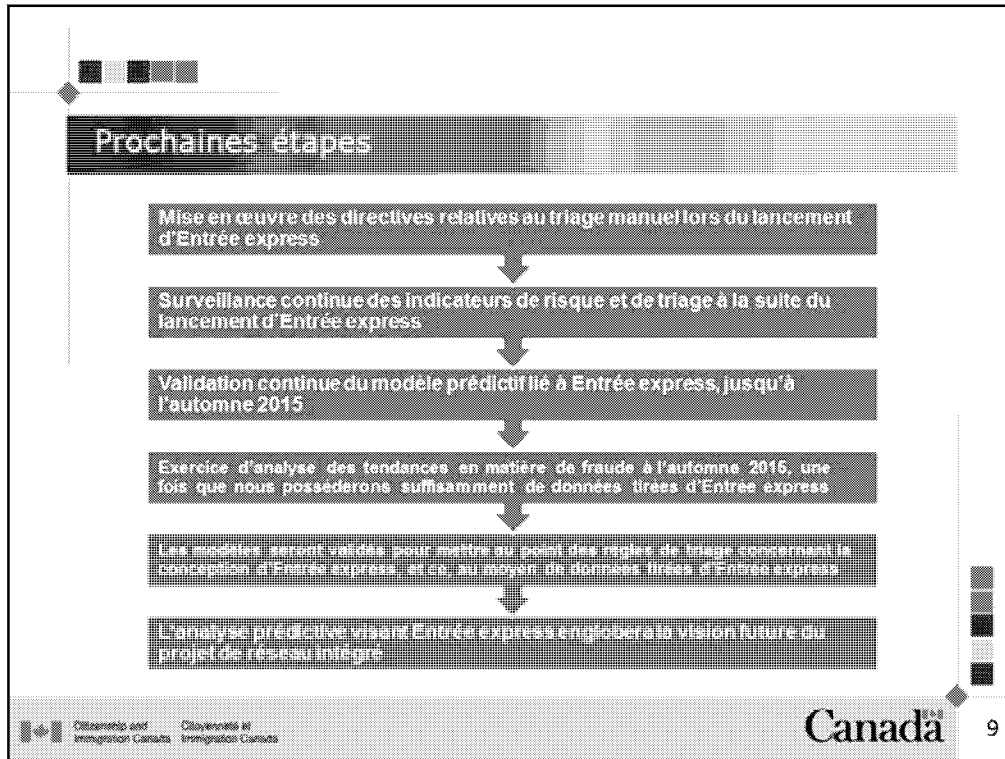 Prochaines étapes
Mise en œuvre des directives relatives au triage manuel lors du lancement
d'Entrée express
Surveillance continue des indicateurs de risque et de triage à la suite du
lancement d'Entrée express
Validation continue du modèle prédictif lié à Entrée express, jusqu'à
l'automne 2015
Exercice d'analyse des tendances en matière de fraude à l'automne 2015, une
fois que nous posséderons suffisamment de données tirées d'Entrée express
Les modèles seront validés pour mettre au point des règles de triage concernant la
conception d'Entrée express, et ce, au moyen de données tirées d'Entrée express
L'analyse prédictive visant Entrée express englobera la vision future du
projet de réseau intégré
Citizenship and Citoyenneté et
Immigration Canada Immigration Canada
Canada
9